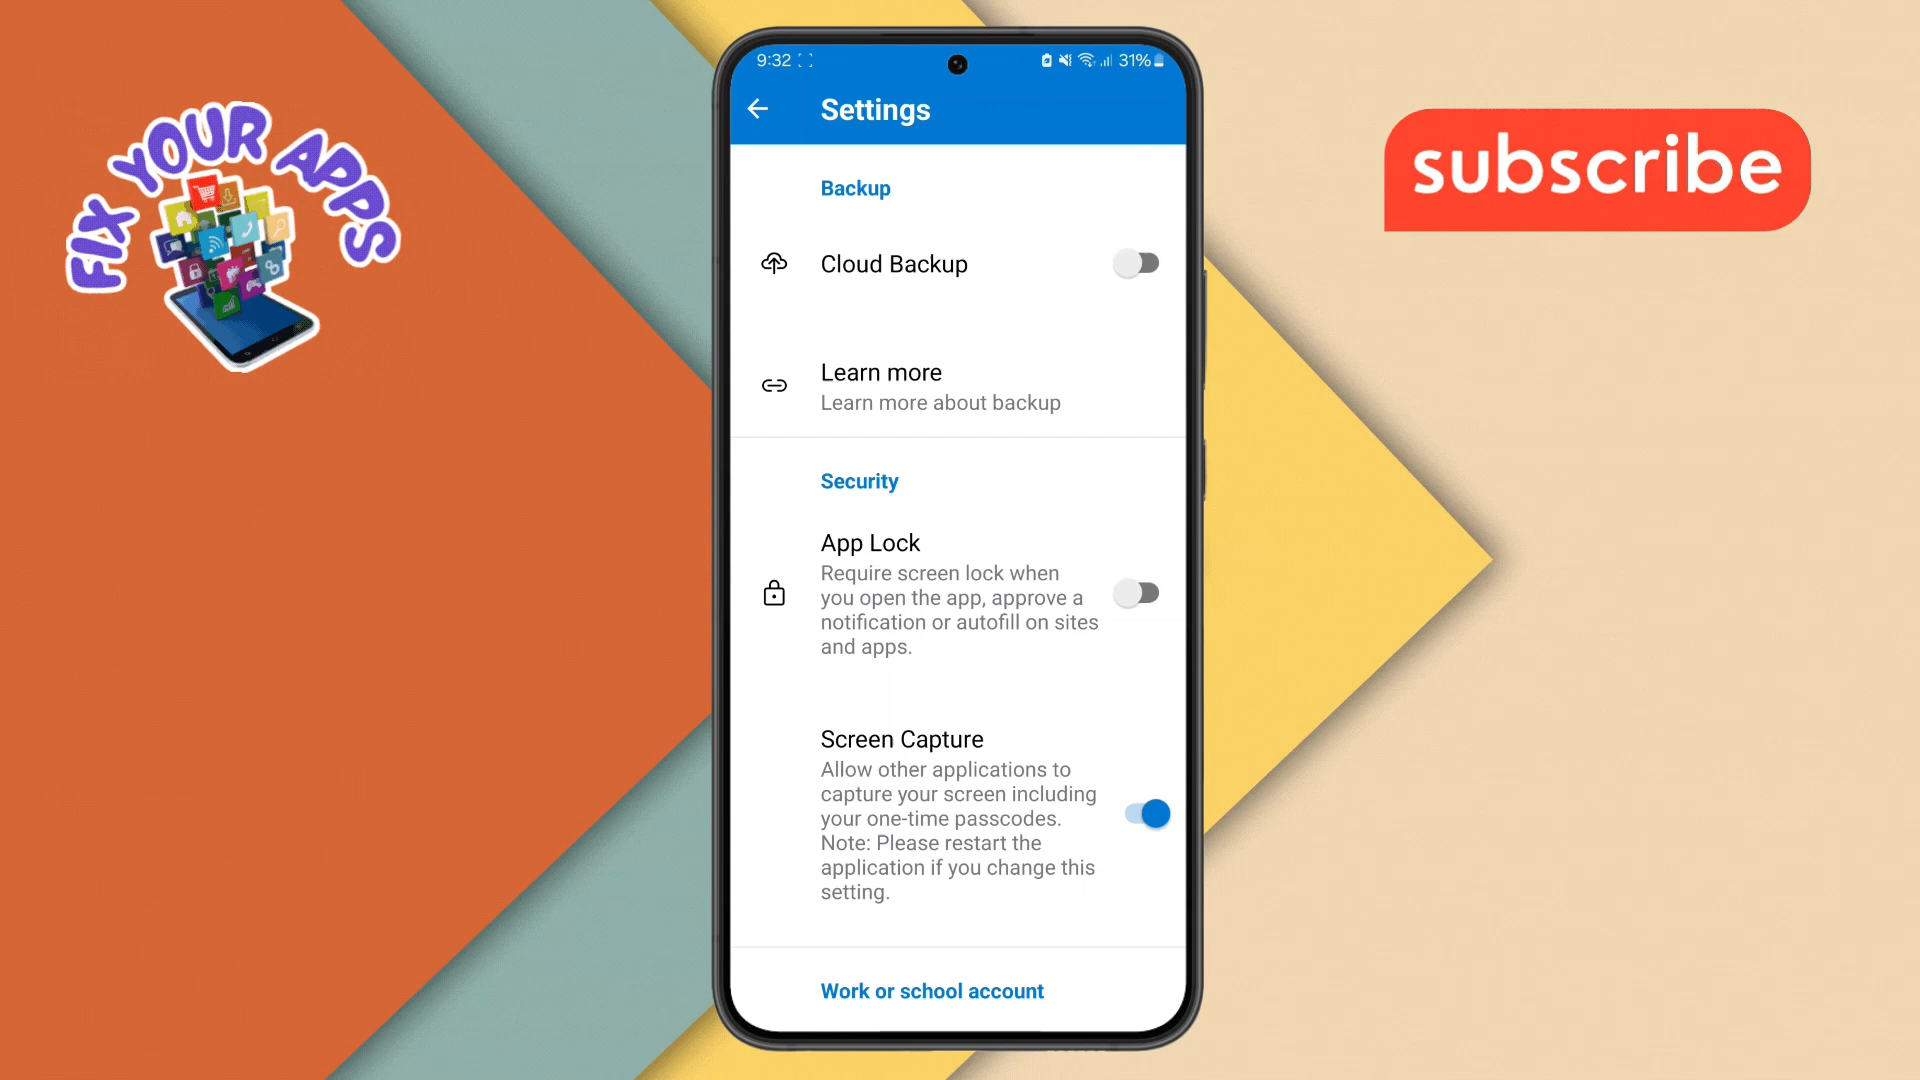 FIX YOUR APPS
9:32
31%
Settings
subscribe
Backup
Cloud Backup
Learn more
Learn more about backup
Security
App Lock
Require screen lock when
you open the app, approve a
notification or autofill on sites
and apps.
Screen Capture
Allow other applications to
capture your screen including
your one-time passcodes.
Note: Please restart the
application if you change this
setting.
Work or school account